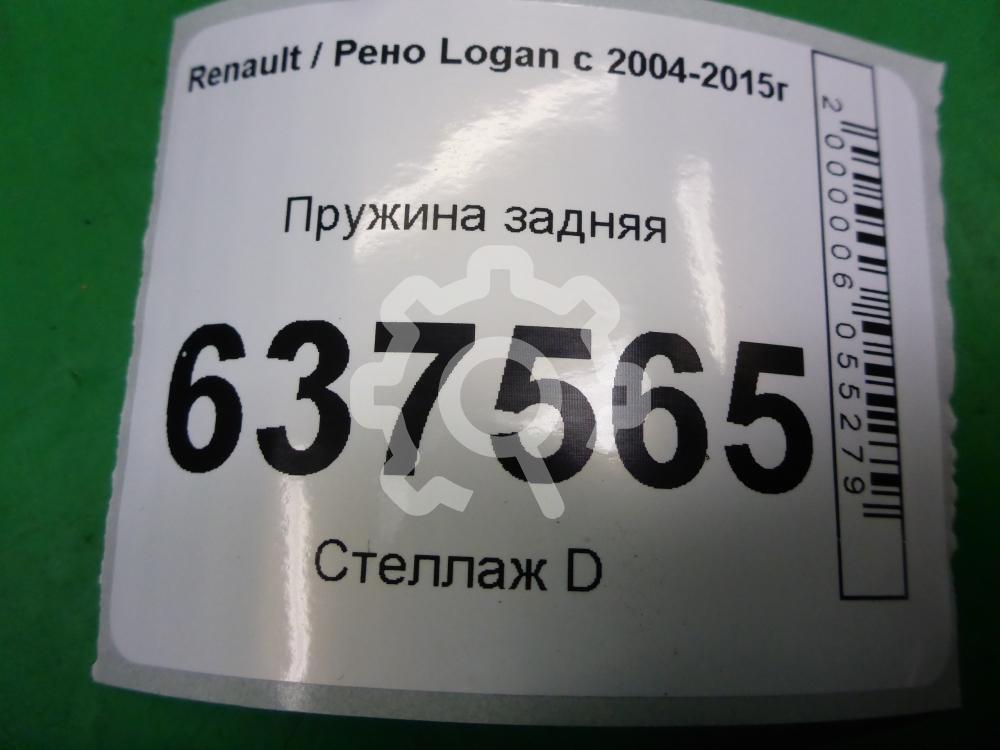 Renault / Рено Logan с 2004-2015г
Пружина задняя
637565
Стеллаж D
2000006055279